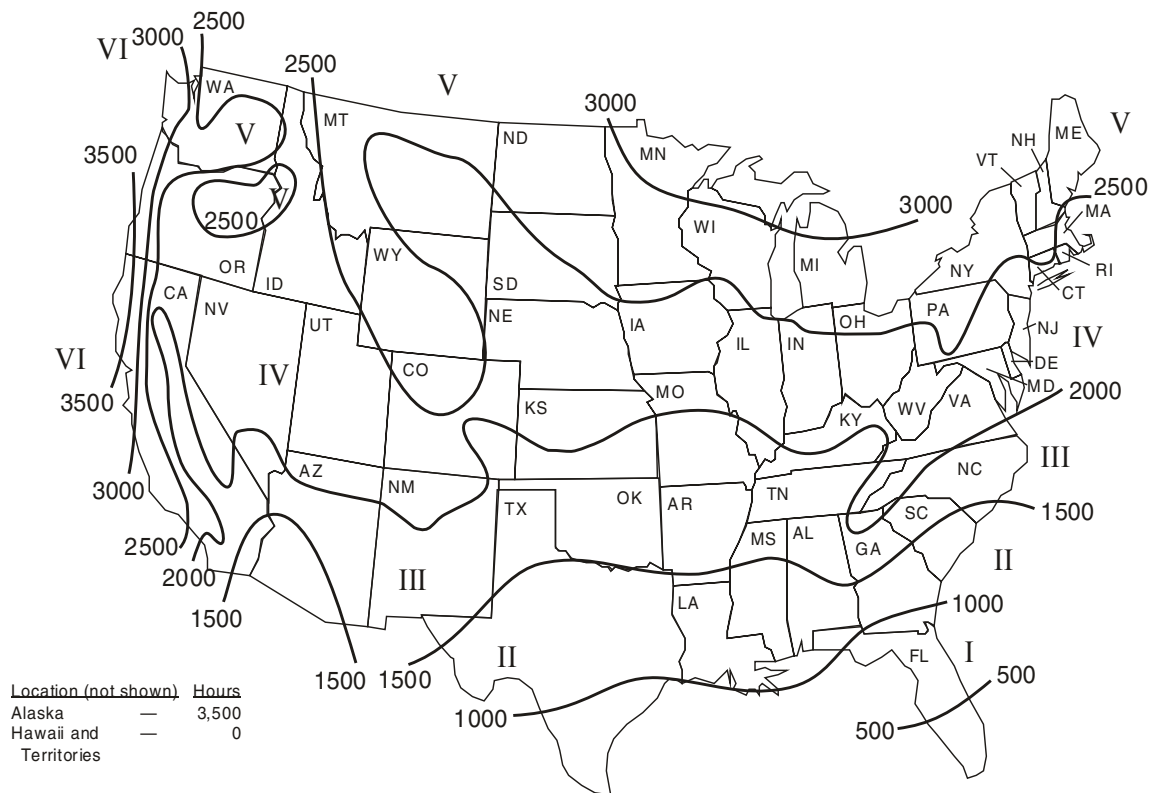 2500
VI 3000
WA
2500
V
3000
MT
ND
MN
NH
ME
V
V
VT
3500
V
2500
2500
3000
MA
WI
OR
ID
WY
SD
MI
NY
RI
CT
CA
NV
UT
NE
IA
IL
IN
OH
PA
NJ
IV
VI
IV
CO
DE
MD
2000
3500
KS
MO
KY
WV
VA
AZ
NM
TX
OK
AR
TN
NC
III
3000
SC
1500
2500
MS
AL
GA
2000
III
II
1500
LA
1000
II
FL
I
1500
1500
500
1000
500
Location (not shown) Hours
Alaska — 3,500
Hawaii and — 0
Territories